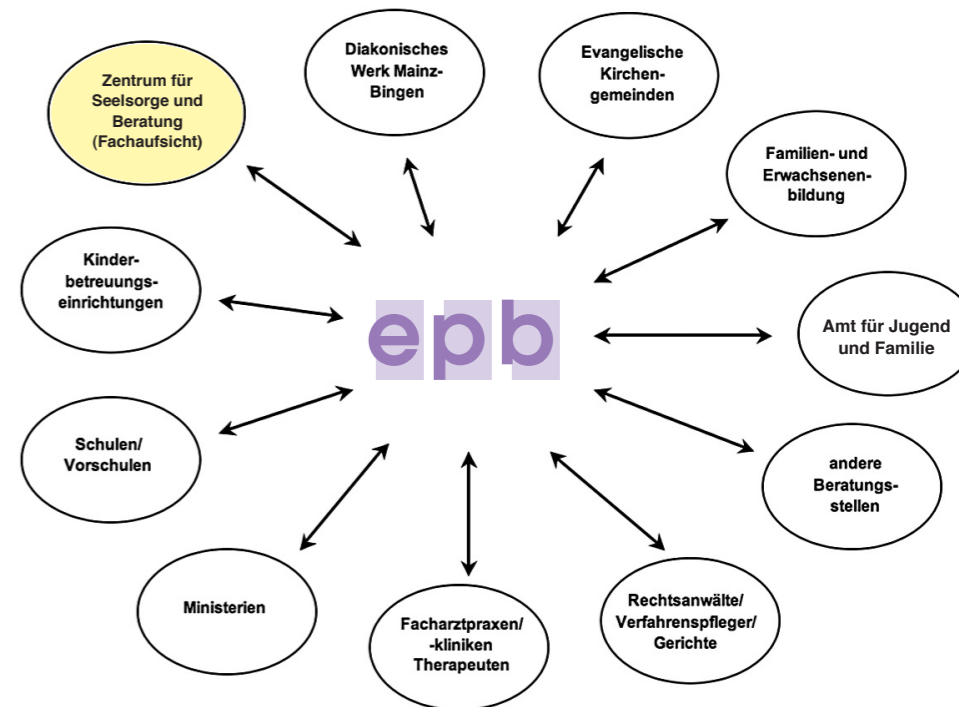 Zentrum für
Seelsorge und
Beratung
(Fachaufsicht)
Diakonisches
Werk Mainz-
Bingen
Evangelische
Kirchen-
gemeinden
Familien- und
Erwachsenen-
bildung
Kinder-
betreuungs-
einrichtungen
epb
Amt für Jugend
und Familie
Schulen/
Vorschulen
andere
Beratungs-
stellen
Ministerien
Facharztpraxen/
-kliniken
Therapeuten
Rechtsanwälte/
Verfahrenspfleger/
Gerichte